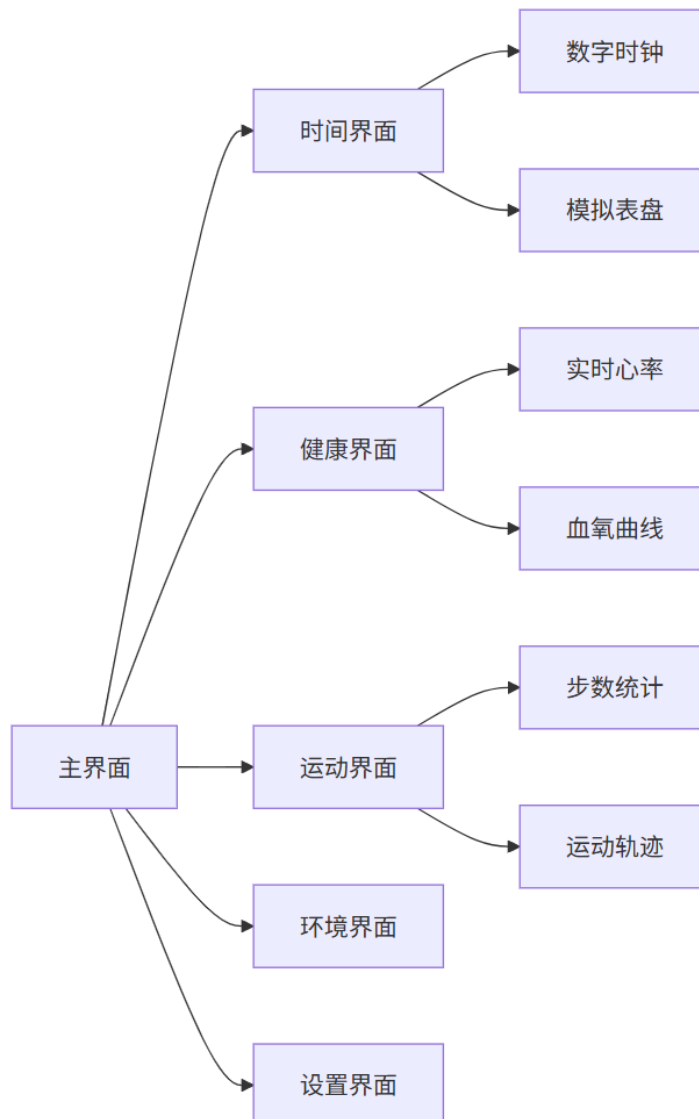 数字时钟
时间界面
模拟表盘
实时心率
健康界面
血氧曲线
步数统计
主界面
运动界面
运动轨迹
环境界面
设置界面